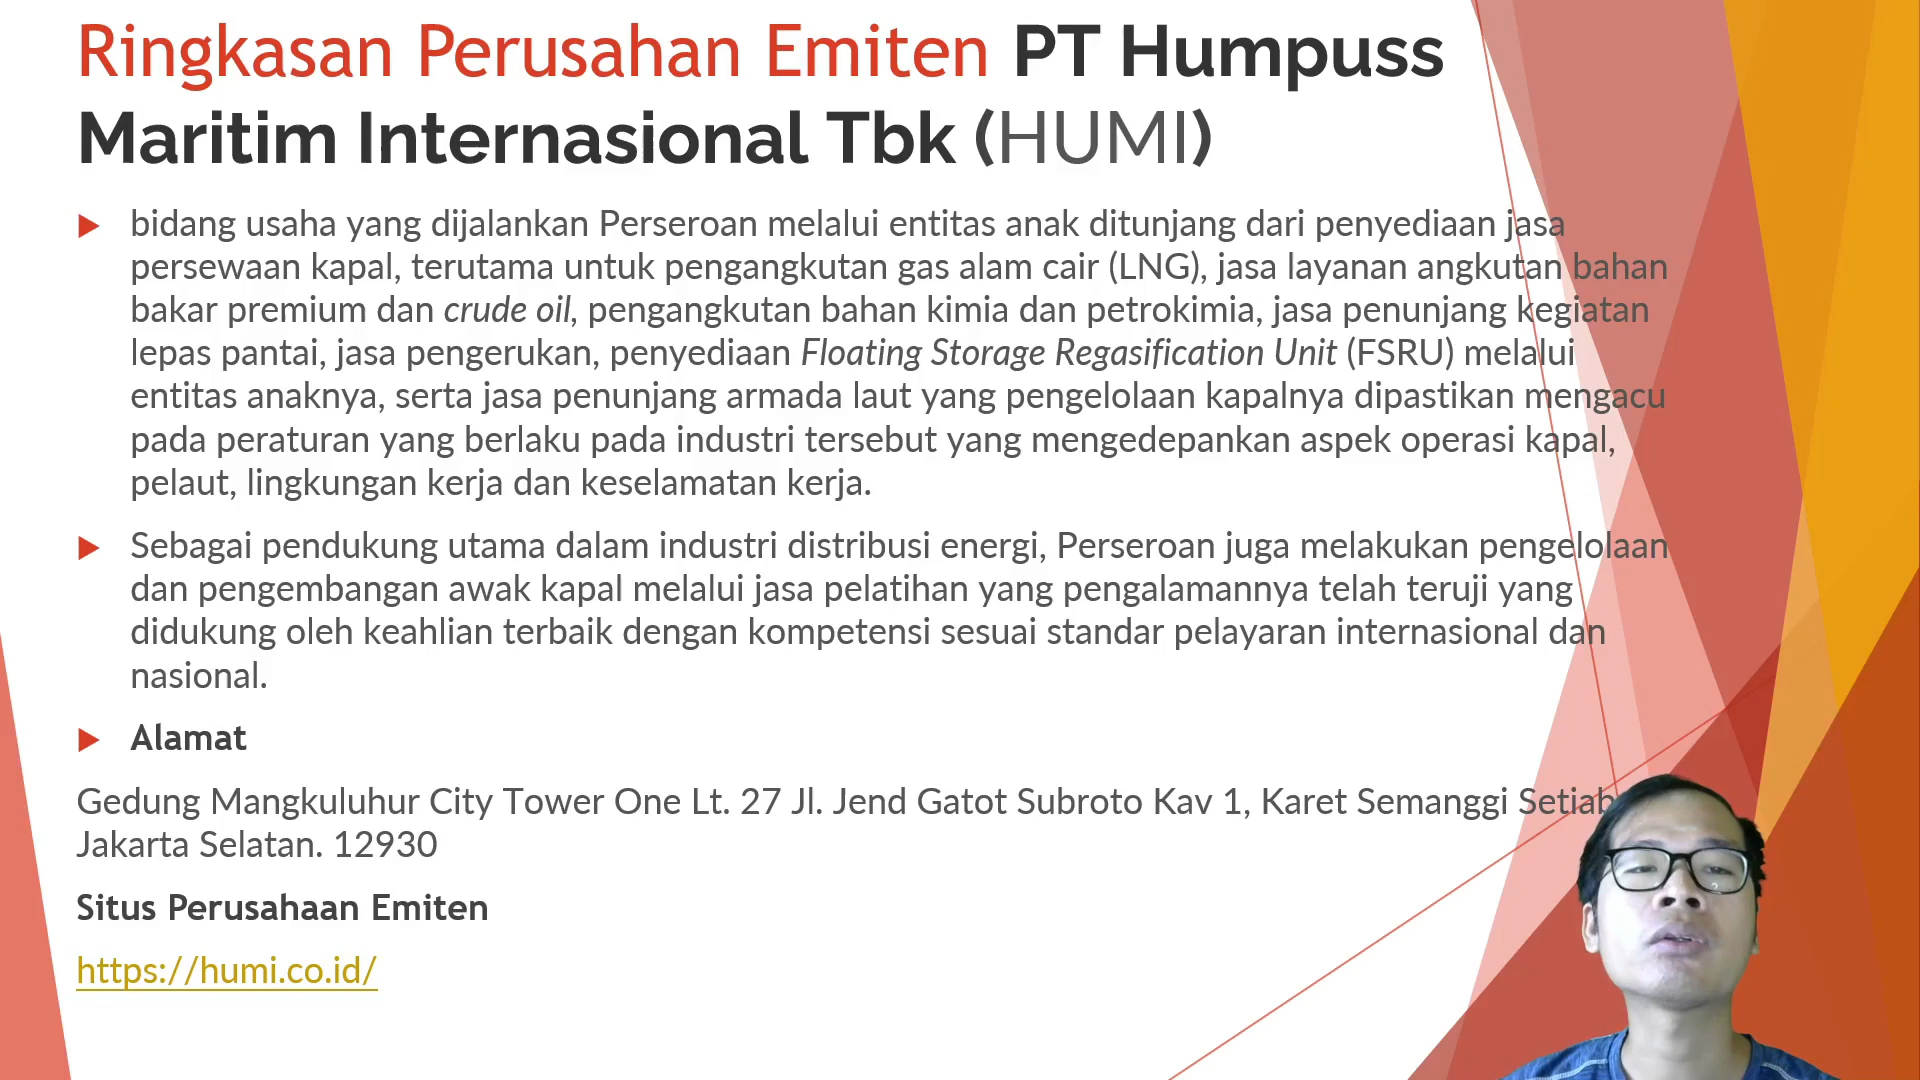 Ringkasan Perusahan Emiten PT Humpuss
Maritim Internasional Tbk (HUMI)
bidang usaha yang dijalankan Perseroan melalui entitas anak ditunjang dari penyediaan jasa
persewaan kapal, terutama untuk pengangkutan gas alam cair (LNG), jasa layanan angkutan bahan
bakar premium dan crude oil, pengangkutan bahan kimia dan petrokimia, jasa penunjang kegiatan
lepas pantai, jasa pengerukan, penyediaan Floating Storage Regasification Unit (FSRU) melalui
entitas anaknya, serta jasa penunjang armada laut yang pengelolaan kapalnya dipastikan mengacu
pada peraturan yang berlaku pada industri tersebut yang mengedepankan aspek operasi kapal,
pelaut, lingkungan kerja dan keselamatan kerja.
Sebagai pendukung utama dalam industri distribusi energi, Perseroan juga melakukan pengelolaan
dan pengembangan awak kapal melalui jasa pelatihan yang pengalamannya telah teruji yang
didukung oleh keahlian terbaik dengan kompetensi sesuai standar pelayaran internasional dan
nasional.
Alamat
Gedung Mangkuluhur City Tower One Lt. 27 Jl. Jend Gatot Subroto Kav 1, Karet Semanggi
Jakarta Selatan. 12930
Situs Perusahaan Emiten
https://humi.co.id/